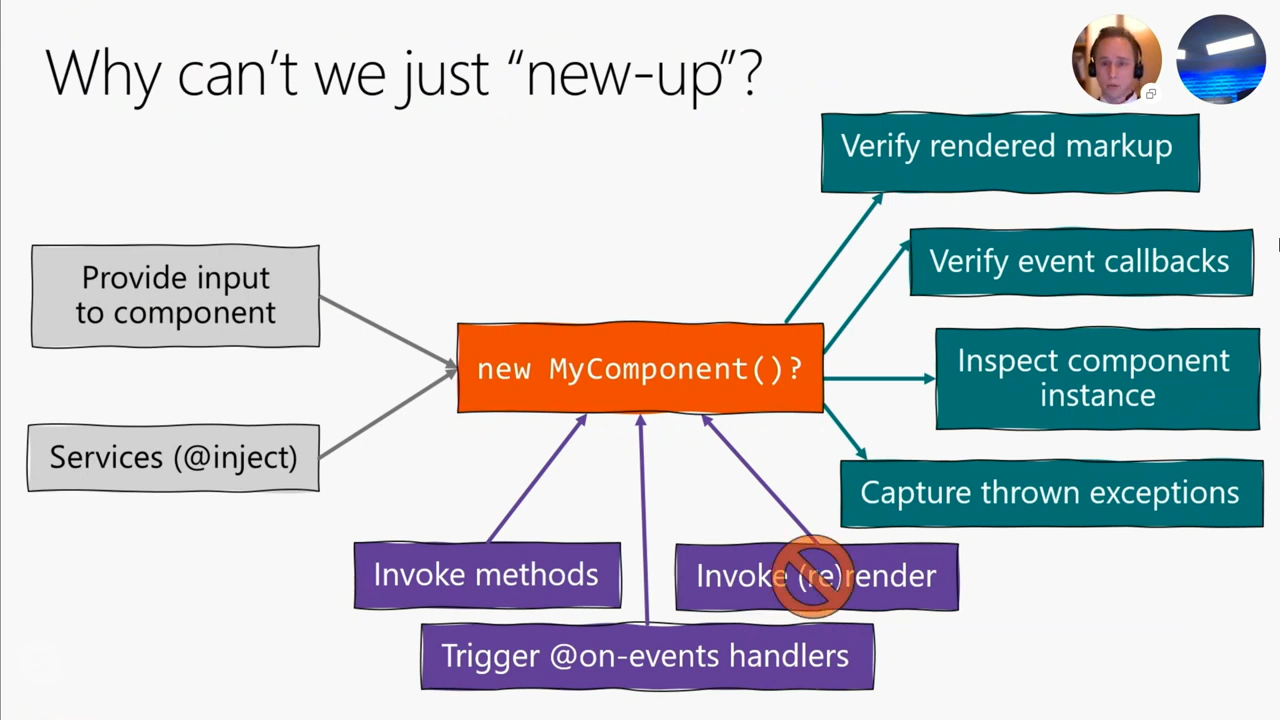 Why can't we just “new-up”?
Verify rendered markup
Verify event callbacks
Provide input
to component
new MyComponent()?
Inspect component
instance
Services (@inject)
Capture thrown exceptions
Invoke methods
Invoke (re)render
Trigger @on-events handlers